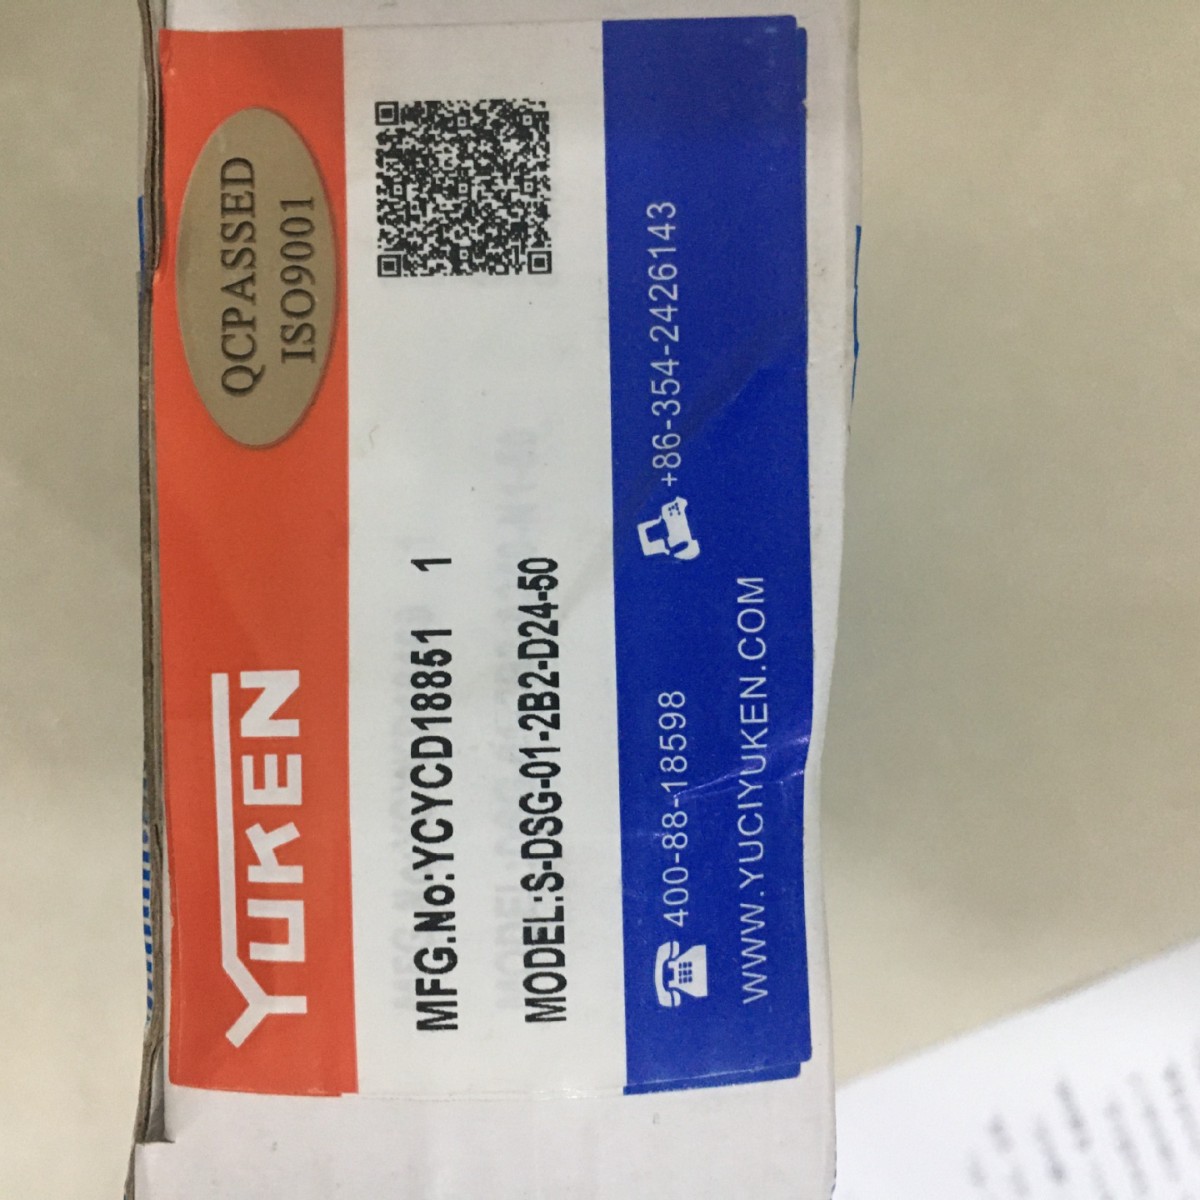 YUKEN
QCPASSED
ISO9001
MFG.No:YCYCD18851 1
MODEL:S-DSG-01-2B2-D24-50
400-88-18598 +86-354-2426143
WWW.YUCIYUKEN.COM